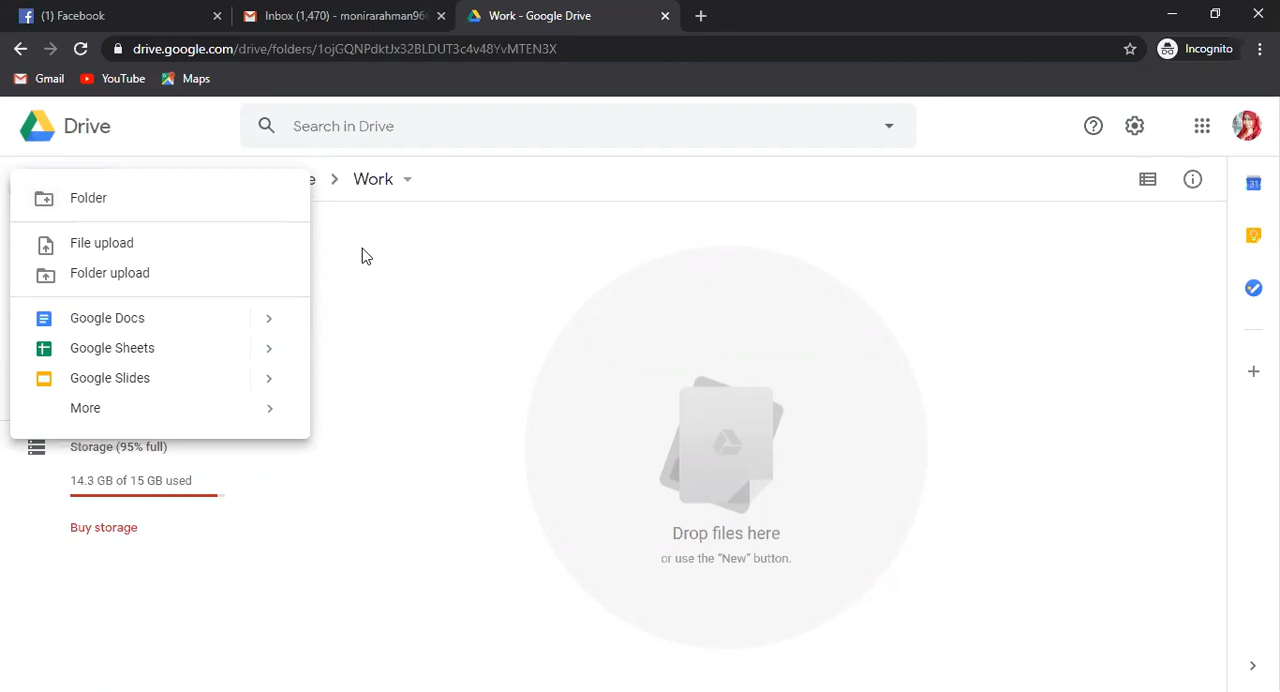 (1) Facebook
Inbox (1,470) - monirarahman966
Work - Google Drive
drive.google.com/drive/folders/1ojGQNPdktJx32BLDUT3c4v48YvMTEN3X
Incognito
Gmail
YouTube
Maps
Drive
Search in Drive
e > Work
Folder
File upload
Folder upload
Google Docs
Google Sheets
Google Slides
More
Storage (95% full)
14.3 GB of 15 GB used
Buy storage
31
Drop files here
or use the “New” button.